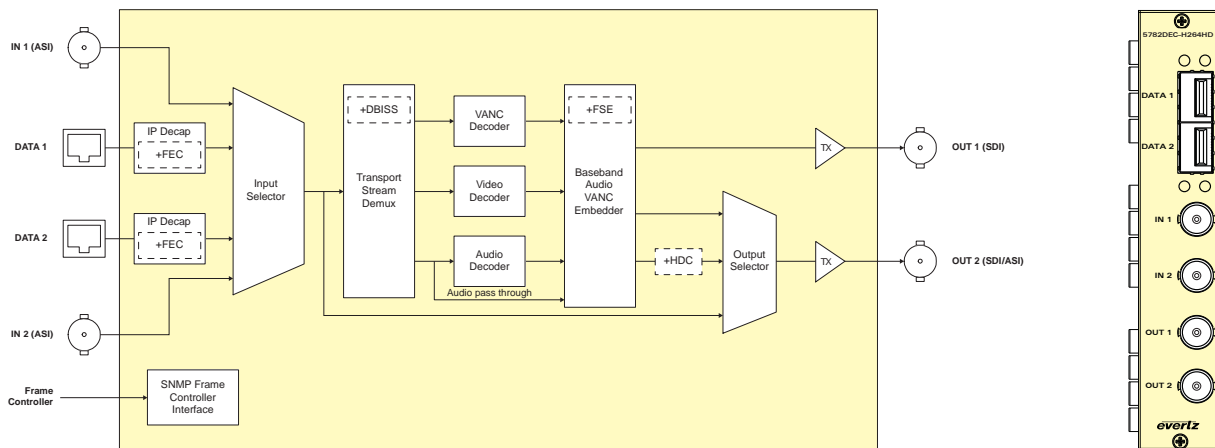 IN 1 (ASI)
DATA 1
IP Decap
+FEC
DATA 2
IP Decap
+FEC
IN 2 (ASI)
Frame
Controller
SNMP Frame
Controller
Interface
Input
Selector
+DBISS
Transport
Stream
Demux
VANC
Decoder
Video
Decoder
Audio
Decoder
Audio pass through
+FSE
Baseband
Audio
VANC
Embedder
+HDC
Output
Selector
TX
OUT 1 (SDI)
TX
OUT 2 (SDI/ASI)
5782DEC-H264HD
DATA 1
DATA 2
IN 1
IN 2
OUT 1
OUT 2
evertz